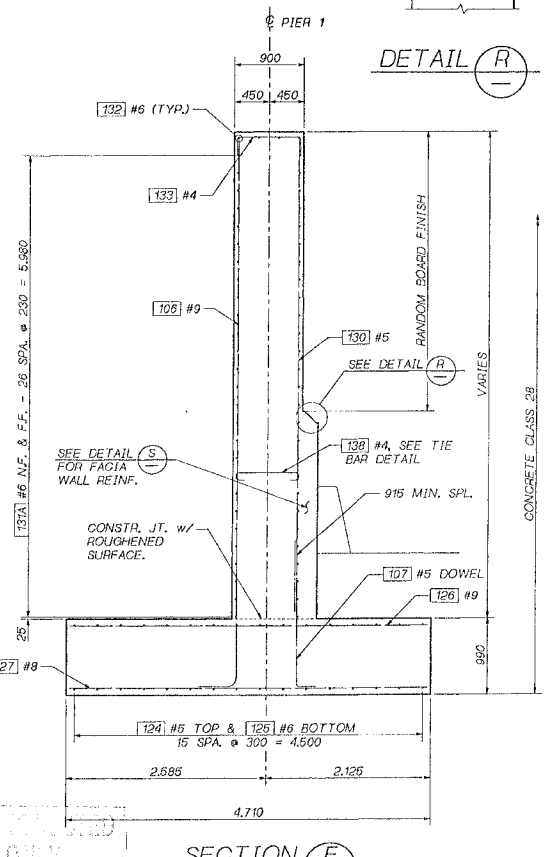 ℄ PIER 1
DETAIL R
900
450 450
132 #6 (TYP.)
133 #4
RANDOM BOARD FINISH
VARIES
CONCRETE CLASS 28
131A #6 N.F. & F.F. - 26 SPA. @ 230 = 5.980
106 #9
130 #5
SEE DETAIL R
138 #4, SEE TIE
BAR DETAIL
SEE DETAIL S
FOR FACIA
WALL REINF.
915 MIN. SPL.
CONSTR. JT. w/
ROUGHENED
SURFACE.
107 #5 DOWEL
126 #9
25
990
27 #8
124 #5 TOP & 125 #6 BOTTOM
15 SPA. @ 300 = 4.500
2.585 2.125
4.710
SECTION F